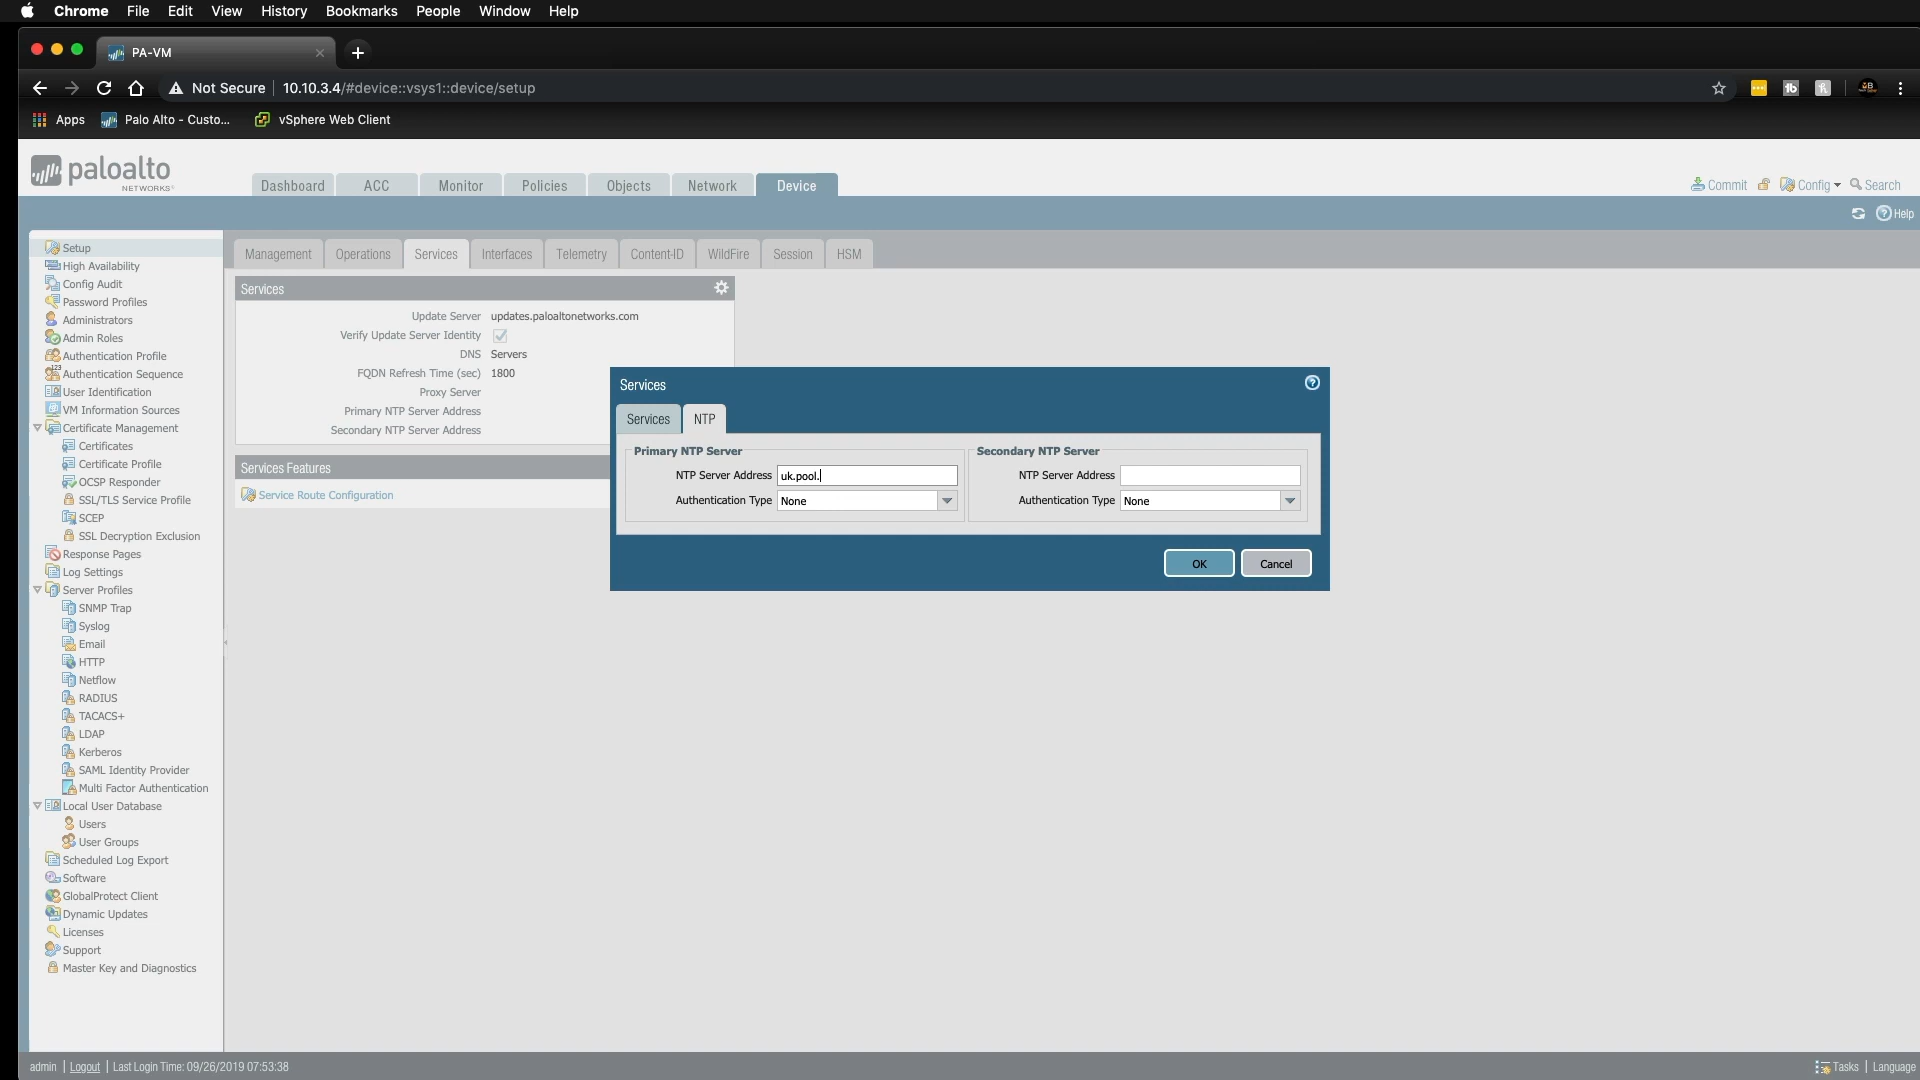 Chrome File Edit View History Bookmarks People Window Help
PA-VM
Not Secure 10.10.3.4/#device::vsys1::device/setup
Apps Palo Alto - Custo... vSphere Web Client
paloalto
NETWORKS
Dashboard ACC Monitor Policies Objects Network Device
Commit Config Search
Help
Setup
High Availability
Config Audit
Password Profiles
Administrators
Admin Roles
Authentication Profile
Authentication Sequence
User Identification
VM Information Sources
Certificate Management
Certificates
Certificate Profile
OCSP Responder
SSL/TLS Service Profile
SCEP
SSL Decryption Exclusion
Response Pages
Log Settings
Server Profiles
SNMP Trap
Syslog
Email
HTTP
Netflow
RADIUS
TACACS+
LDAP
Kerberos
SAML Identity Provider
Multi Factor Authentication
Local User Database
Users
User Groups
Scheduled Log Export
Software
GlobalProtect Client
Dynamic Updates
Licenses
Support
Master Key and Diagnostics
Management Operations Services Interfaces Telemetry Content-ID WildFire Session HSM
Services
Update Server updates.paloaltonetworks.com
Verify Update Server Identity
DNS Servers
FQDN Refresh Time (sec) 1800
Proxy Server
Primary NTP Server Address
Secondary NTP Server Address
Services Features
Service Route Configuration
Services
Services NTP
Primary NTP Server
NTP Server Address uk.pool.
Authentication Type None
Secondary NTP Server
NTP Server Address
Authentication Type None
OK Cancel
admin | Logout | Last Login Time: 09/26/2019 07:53:38
Tasks | Language